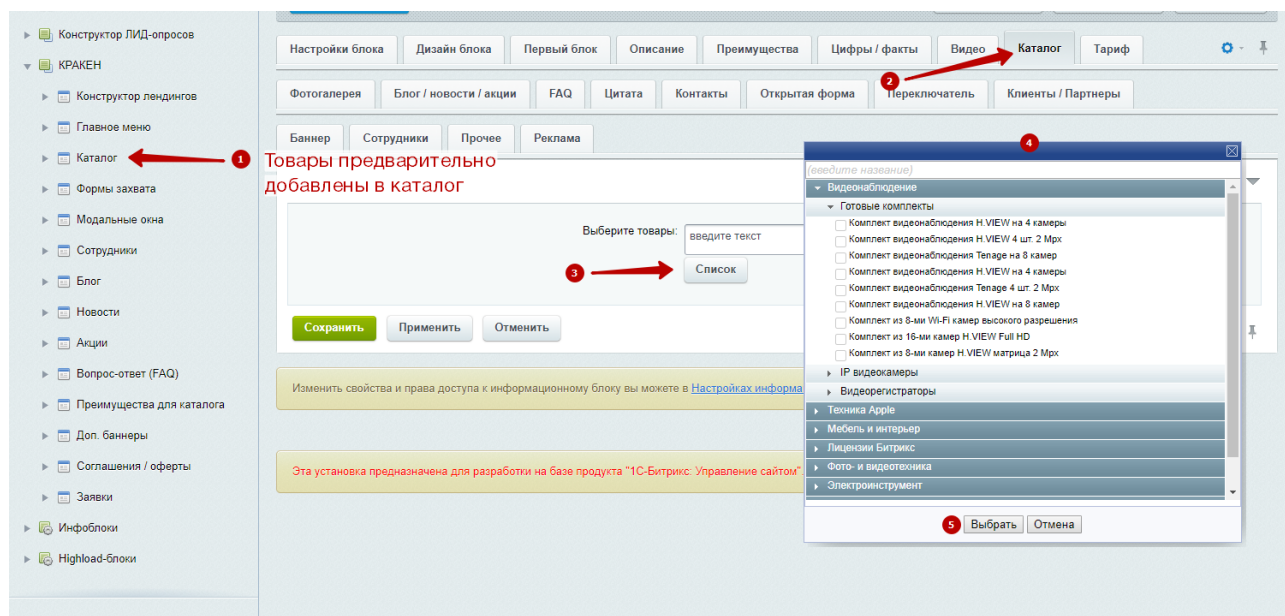 Конструктор ЛИД-опросов
КРАКЕН
Конструктор лендингов
Главное меню
Каталог
Формы захвата
Модальные окна
Сотрудники
Блог
Новости
Акции
Вопрос-ответ (FAQ)
Преимущества для каталога
Доп. баннеры
Соглашения / оферты
Заявки
Инфоблоки
Highload-блоки
1
Товары предварительно
добавлены в каталог
Настройки блока Дизайн блока Первый блок Описание Преимущества Цифры / факты Видео Каталог Тариф
2
Фотогалерея Блог / новости / акции FAQ Цитата Контакты Открытая форма Переключатель Клиенты / Партнеры
Баннер Сотрудники Прочее Реклама
Выберите товары: введите текст
3 Список
Сохранить Применить Отменить
Изменить свойства и права доступа к информационному блоку вы можете в Настройках информа
Эта установка предназначена для разработки на базе продукта "1С-Битрикс: Управление сайтом".
4
(введите название)
Видеонаблюдение
Готовые комплекты
Комплект видеонаблюдения H.VIEW на 4 камеры
Комплект видеонаблюдения H.VIEW 4 шт. 2 Mpx
Комплект видеонаблюдения Tenage на 8 камер
Комплект видеонаблюдения H.VIEW на 4 камеры
Комплект видеонаблюдения Tenage 4 шт. 2 Mpx
Комплект видеонаблюдения H.VIEW на 8 камер
Комплект из 8-ми Wi-Fi камер высокого разрешения
Комплект из 16-ми камер H.VIEW Full HD
Комплект из 8-ми камер H.VIEW матрица 2 Mpx
IP видеокамеры
Видеорегистраторы
Техника Apple
Мебель и интерьер
Лицензии Битрикс
Фото- и видеотехника
Электроинструмент
5 Выбрать Отмена